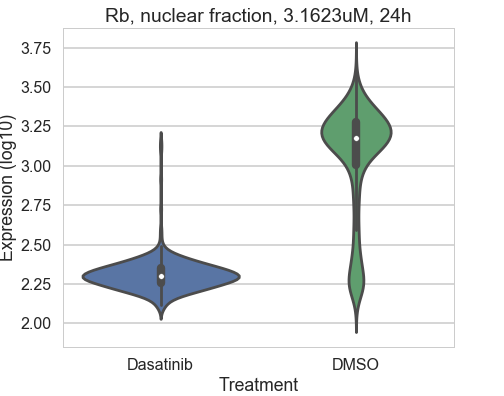 Rb, nuclear fraction, 3.1623uM, 24h
3.75
3.50
3.25
3.00
2.75
2.50
2.25
2.00
Expression (log10)
Dasatinib
DMSO
Treatment